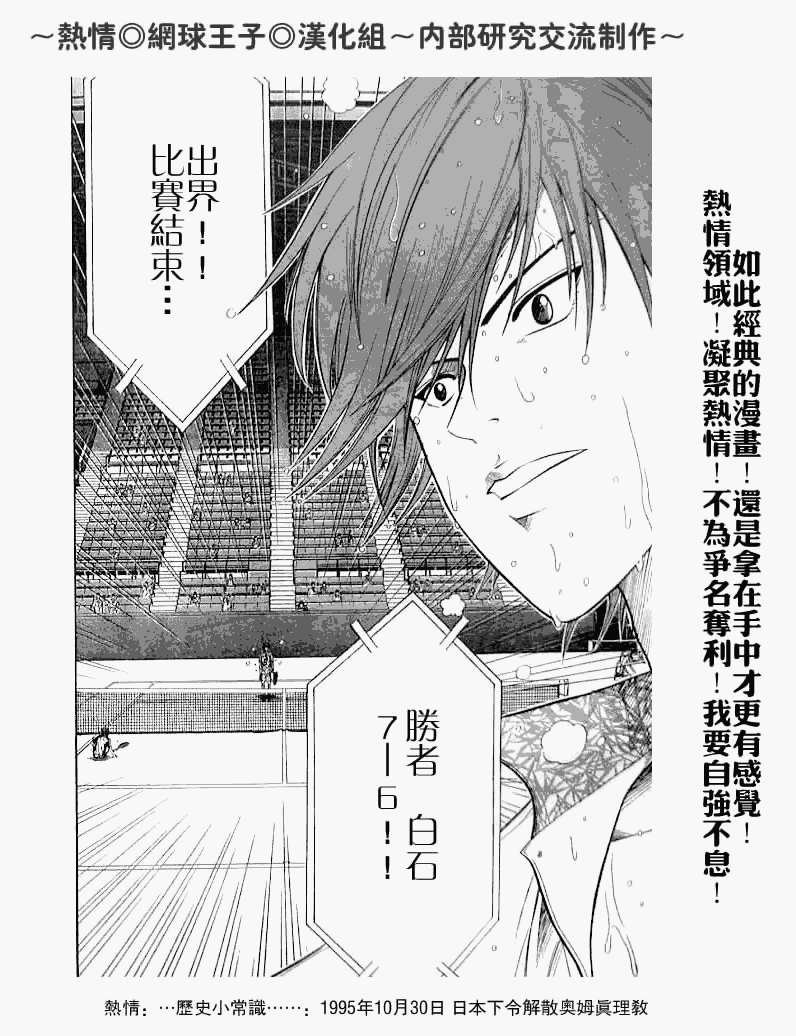 ～熱情◎網球王子◎漢化組～内部研究交流制作～
如此經典的漫畫！還是拿在手中才更有感覺！
熱情領域！凝聚熱情！不為爭名奪利！我要自強不息！
出界！！
比賽結束…
勝者 白石
7—6！！
熱情：…歷史小常識……：1995年10月30日 日本下令解散奧姆眞理教